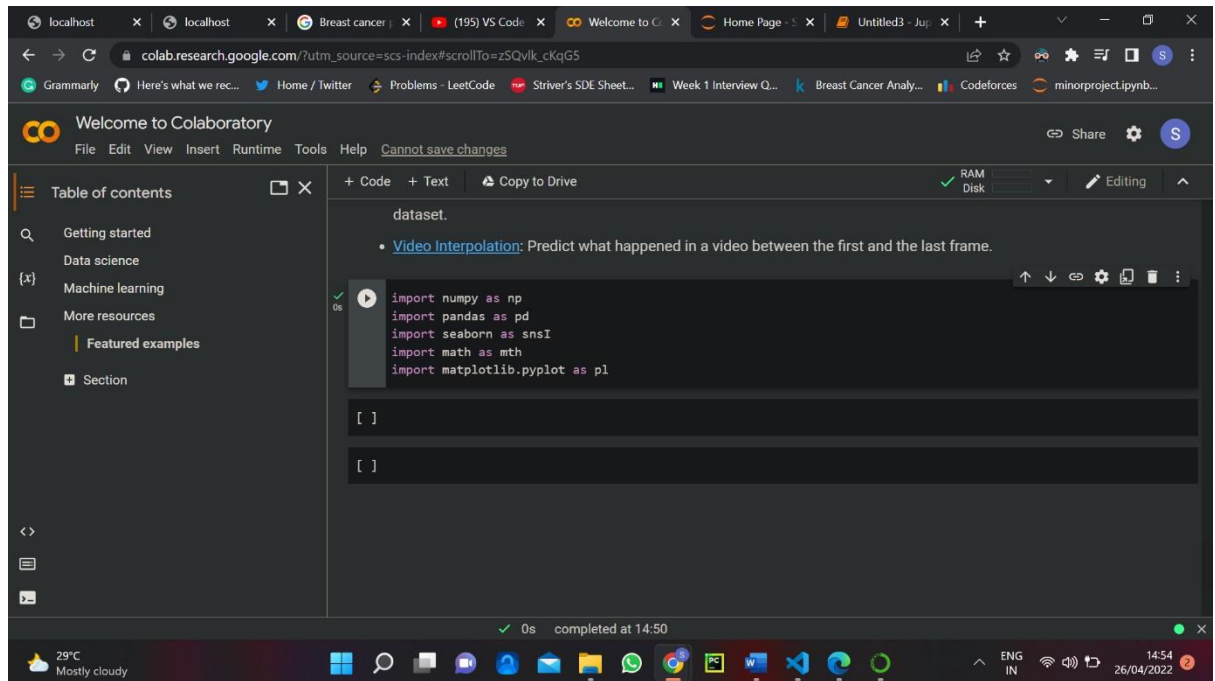 localhost
localhost
Breast cancer p
(195) VS Code
Welcome to Co
Home Page - S
Untitled3 - Jup
colab.research.google.com/?utm_source=scs-index#scrollTo=zSQvlk_cKqG5
Grammarly
Here's what we rec...
Home / Twitter
Problems - LeetCode
Striver's SDE Sheet...
Week 1 Interview Q...
Breast Cancer Analy...
Codeforces
minorproject.ipynb...
CO
Welcome to Colaboratory
File Edit View Insert Runtime Tools Help Cannot save changes
Share
S
Table of contents
Getting started
Data science
Machine learning
More resources
Featured examples
Section
{x}
+ Code + Text Copy to Drive
RAM
Disk
Editing
dataset.
• Video Interpolation: Predict what happened in a video between the first and the last frame.
0s
import numpy as np
import pandas as pd
import seaborn as snsI
import math as mth
import matplotlib.pyplot as pl
[ ]
[ ]
0s completed at 14:50
29°C
Mostly cloudy
ENG
IN
14:54
26/04/2022
2